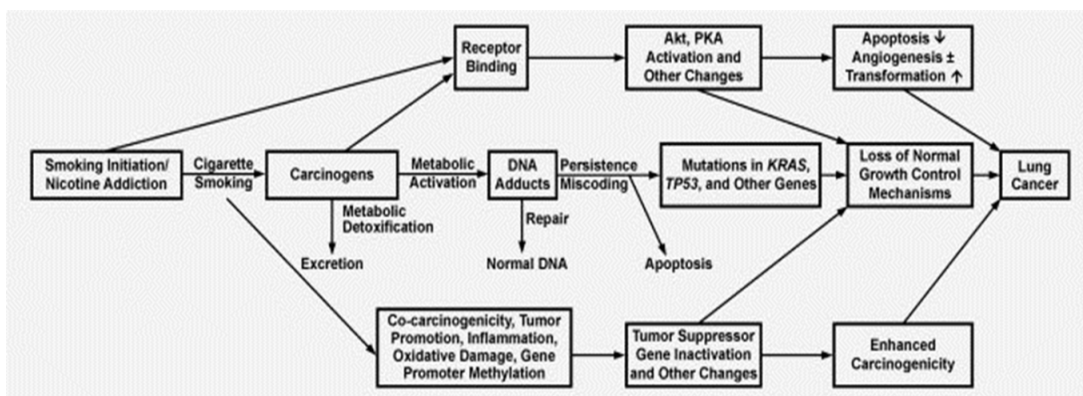 Receptor
Binding
Akt, PKA
Activation and
Other Changes
Apoptosis ↓
Angiogenesis ±
Transformation ↑
Smoking Initiation/
Nicotine Addiction
Cigarette
Smoking
Carcinogens
Metabolic
Activation
DNA
Adducts
Persistence
Miscoding
Mutations in KRAS,
TP53, and Other Genes
Loss of Normal
Growth Control
Mechanisms
Lung
Cancer
Metabolic
Detoxification
Repair
Excretion
Normal DNA
Apoptosis
Co-carcinogenicity, Tumor
Promotion, Inflammation,
Oxidative Damage, Gene
Promoter Methylation
Tumor Suppressor
Gene Inactivation
and Other Changes
Enhanced
Carcinogenicity